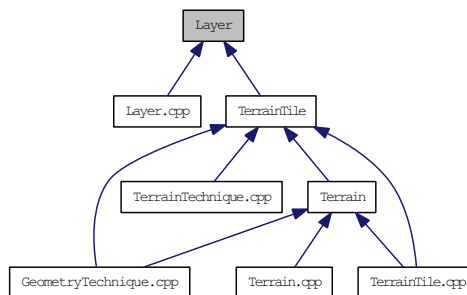 Layer
Layer.cpp
TerrainTile
TerrainTechnique.cpp
Terrain
GeometryTechnique.cpp
Terrain.cpp
TerrainTile.cpp